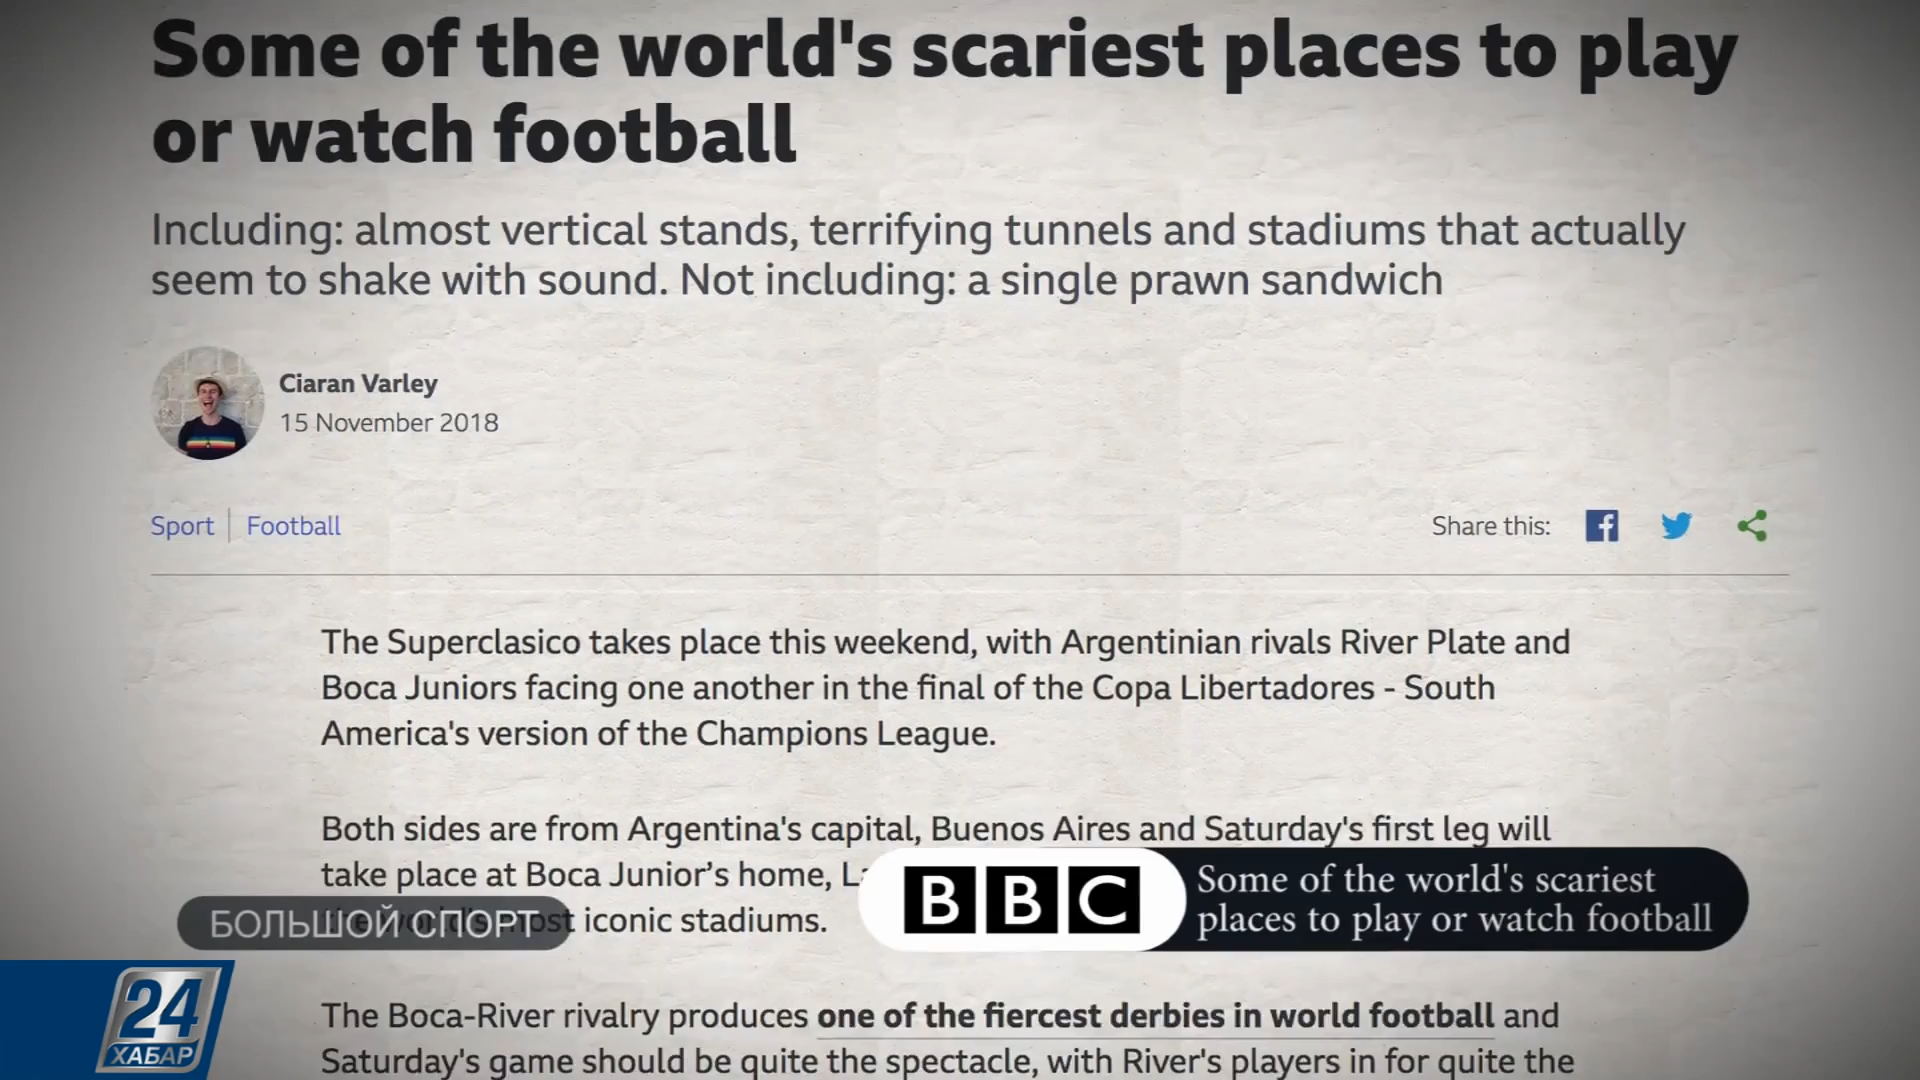 Some of the world's scariest places to play
or watch football
Including: almost vertical stands, terrifying tunnels and stadiums that actually
seem to shake with sound. Not including: a single prawn sandwich
Ciaran Varley
15 November 2018
Sport | Football
Share this:
The Superclasico takes place this weekend, with Argentinian rivals River Plate and
Boca Juniors facing one another in the final of the Copa Libertadores - South
America's version of the Champions League.
Both sides are from Argentina's capital, Buenos Aires and Saturday's first leg will
take place at Boca Junior’s home,
the world's most iconic stadiums.
БОЛЬШОЙ СПОРТ
BBC
Some of the world's scariest
places to play or watch football
The Boca-River rivalry produces one of the fiercest derbies in world football and
Saturday's game should be quite the spectacle, with River's players in for quite the
24
ХАБАР